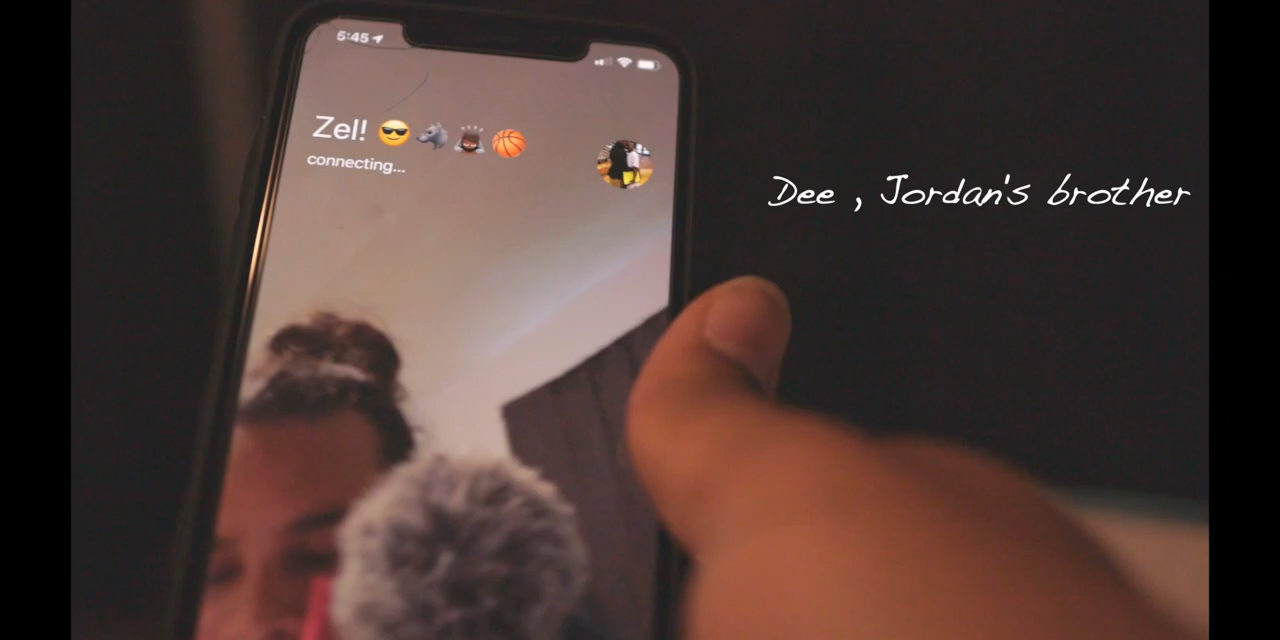 5:45
Zel! 😎🐺👿🏀
connecting...
Dee , Jordan's brother